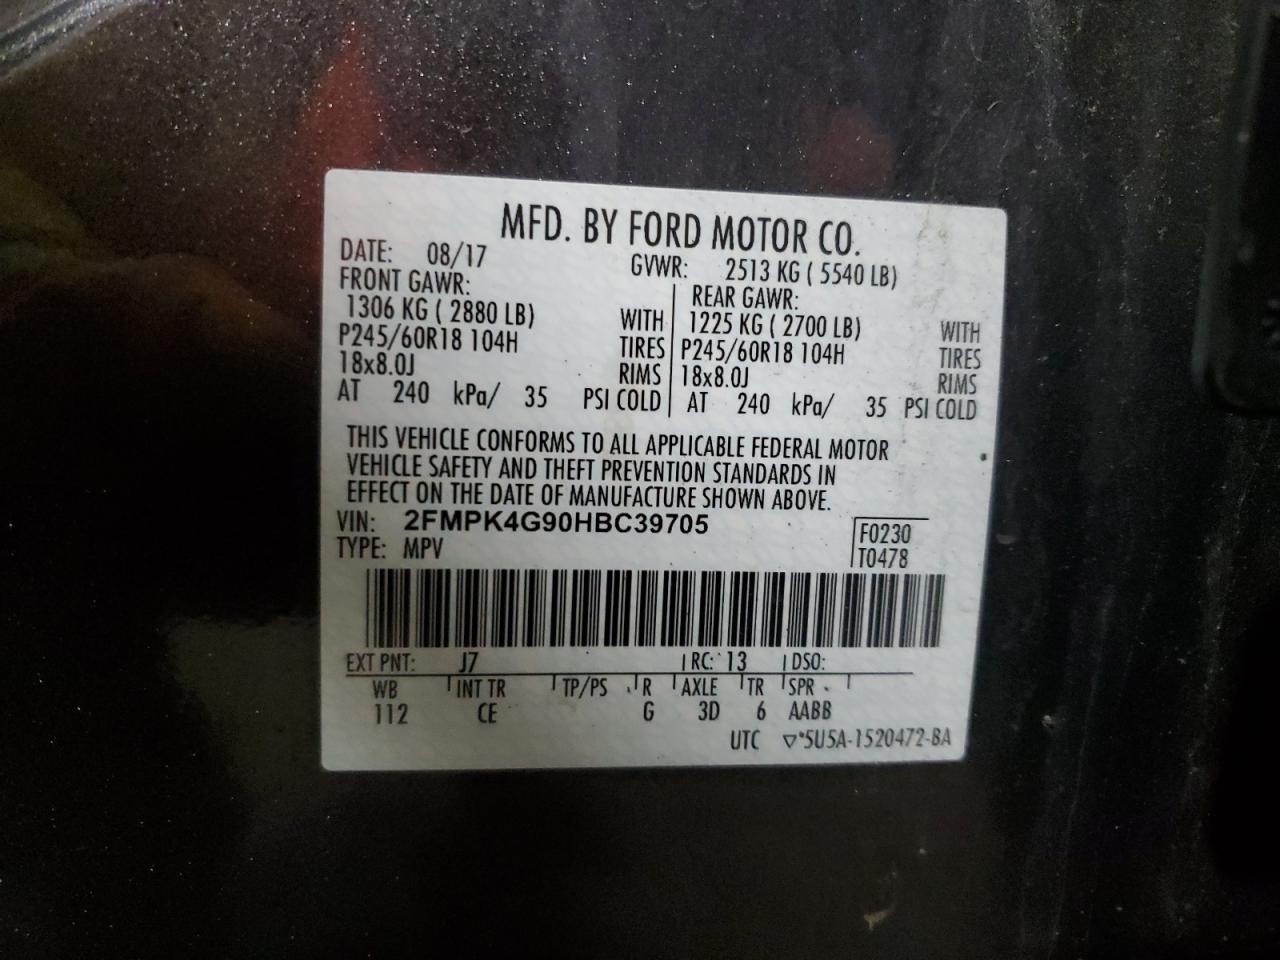 MFD. BY FORD MOTOR CO.
DATE: 08/17 GVWR: 2513 KG ( 5540 LB)
FRONT GAWR: REAR GAWR:
1306 KG ( 2880 LB) WITH 1225 KG ( 2700 LB) WITH
P245/60R18 104H TIRES P245/60R18 104H TIRES
18x8.0J RIMS 18x8.0J RIMS
AT 240 kPa/ 35 PSI COLD AT 240 kPa/ 35 PSI COLD
THIS VEHICLE CONFORMS TO ALL APPLICABLE FEDERAL MOTOR
VEHICLE SAFETY AND THEFT PREVENTION STANDARDS IN
EFFECT ON THE DATE OF MANUFACTURE SHOWN ABOVE.
VIN: 2FMPK4G90HBC39705 F0230
TYPE: MPV T0478
EXT PNT: J7 RC: 13 DSO:
WB INT TR TP/PS R AXLE TR SPR
112 CE G 3D 6 AABB
UTC ▽*5U5A-1520472-BA